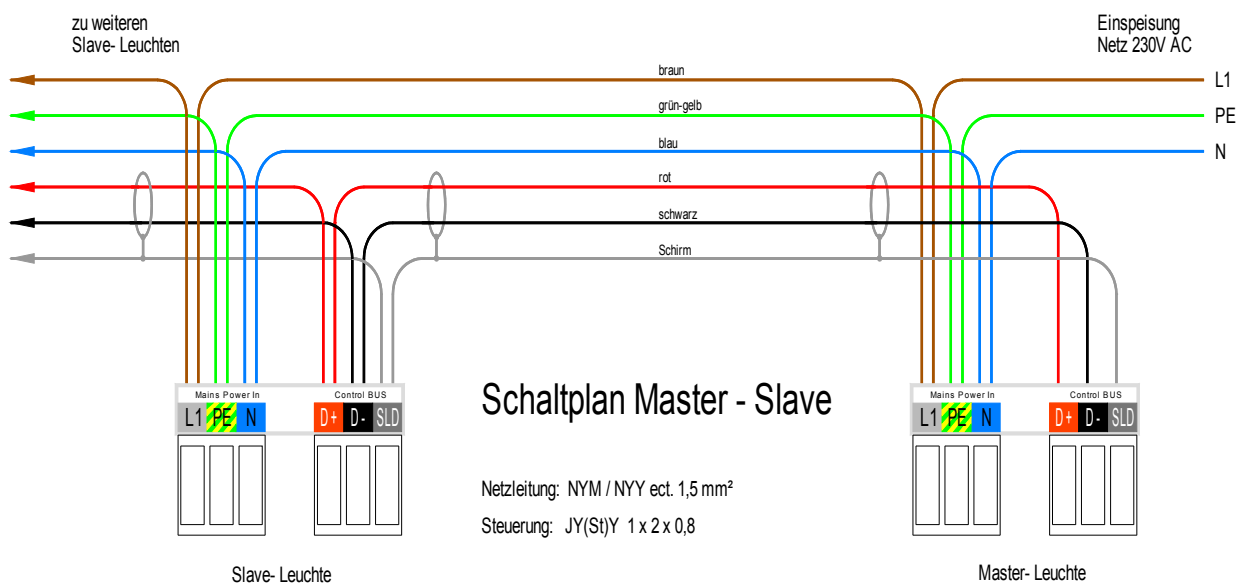 zu weiteren
Slave- Leuchten
Einspeisung
Netz 230V AC
braun
L1
grün-gelb
PE
blau
N
rot
schwarz
Schirm
Mains Power In
Control BUS
L1 PE N
D+ D- SLD
Schaltplan Master - Slave
Mains Power In
Control BUS
L1 PE N
D+ D- SLD
Netzleitung: NYM / NYY ect. 1,5 mm²
Steuerung: JY(St)Y 1 x 2 x 0,8
Slave- Leuchte
Master- Leuchte